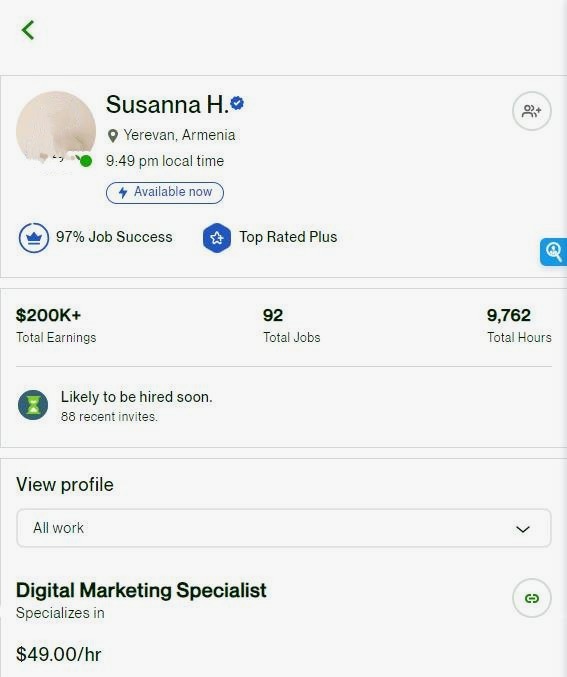 Susanna H.
Yerevan, Armenia
9:49 pm local time
Available now
97% Job Success
Top Rated Plus
$200K+
92
9,762
Total Earnings
Total Jobs
Total Hours
Likely to be hired soon.
88 recent invites.
View profile
All work
Digital Marketing Specialist
Specializes in
$49.00/hr